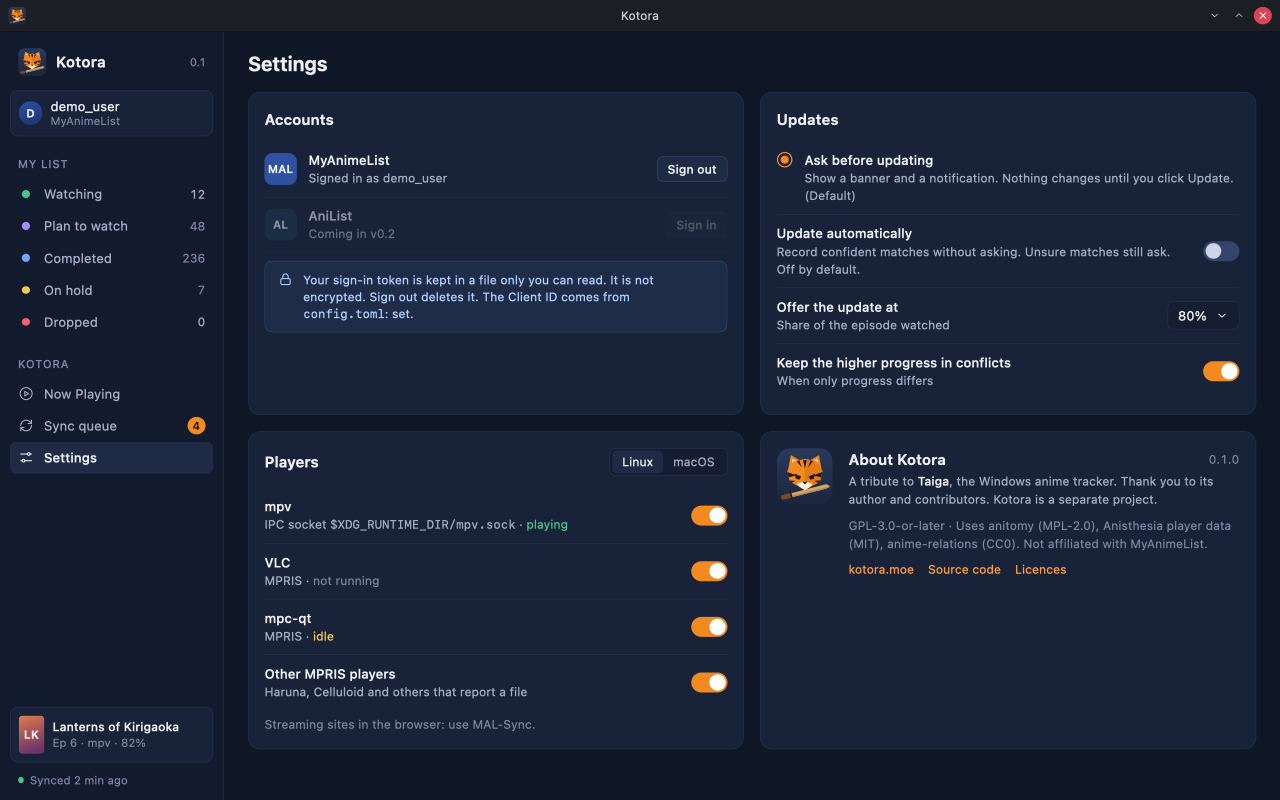 Kotora
Kotora 0.1
D
demo_user
MyAnimeList
MY LIST
Watching 12
Plan to watch 48
Completed 236
On hold 7
Dropped 0
KOTORA
Now Playing
Sync queue 4
Settings
LK
Lanterns of Kirigaoka
Ep 6 · mpv · 82%
Synced 2 min ago
Settings
Accounts
MAL
MyAnimeList
Signed in as demo_user
Sign out
AL
AniList
Coming in v0.2
Sign in
Your sign-in token is kept in a file only you can read. It is not
encrypted. Sign out deletes it. The Client ID comes from
config.toml: set.
Updates
Ask before updating
Show a banner and a notification. Nothing changes until you click Update.
(Default)
Update automatically
Record confident matches without asking. Unsure matches still ask.
Off by default.
Offer the update at
Share of the episode watched
80%
Keep the higher progress in conflicts
When only progress differs
Players
Linux macOS
mpv
IPC socket $XDG_RUNTIME_DIR/mpv.sock · playing
VLC
MPRIS · not running
mpc-qt
MPRIS · idle
Other MPRIS players
Haruna, Celluloid and others that report a file
Streaming sites in the browser: use MAL-Sync.
About Kotora 0.1.0
A tribute to Taiga, the Windows anime tracker. Thank you to its
author and contributors. Kotora is a separate project.
GPL-3.0-or-later · Uses anitomy (MPL-2.0), Anisthesia player data
(MIT), anime-relations (CC0). Not affiliated with MyAnimeList.
kotora.moe Source code Licences